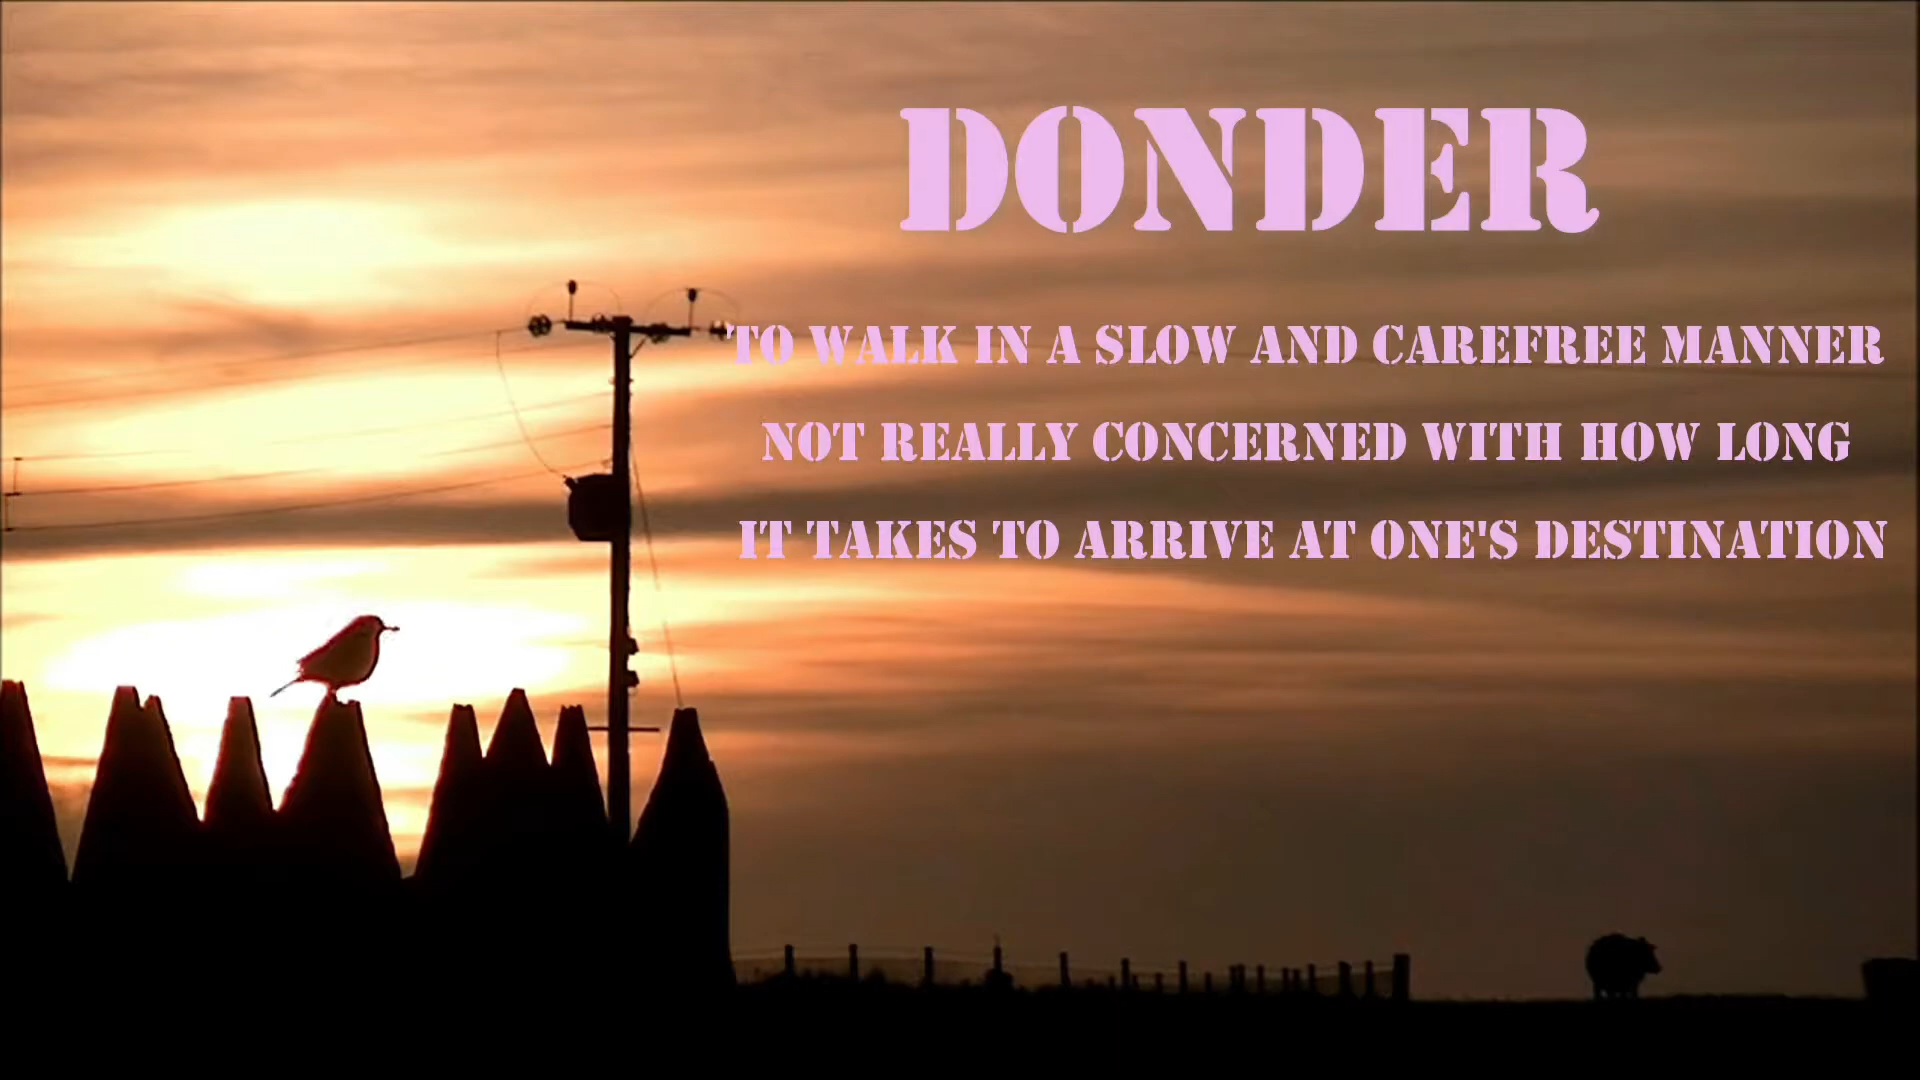 DONDER
TO WALK IN A SLOW AND CAREFREE MANNER
NOT REALLY CONCERNED WITH HOW LONG
IT TAKES TO ARRIVE AT ONE'S DESTINATION